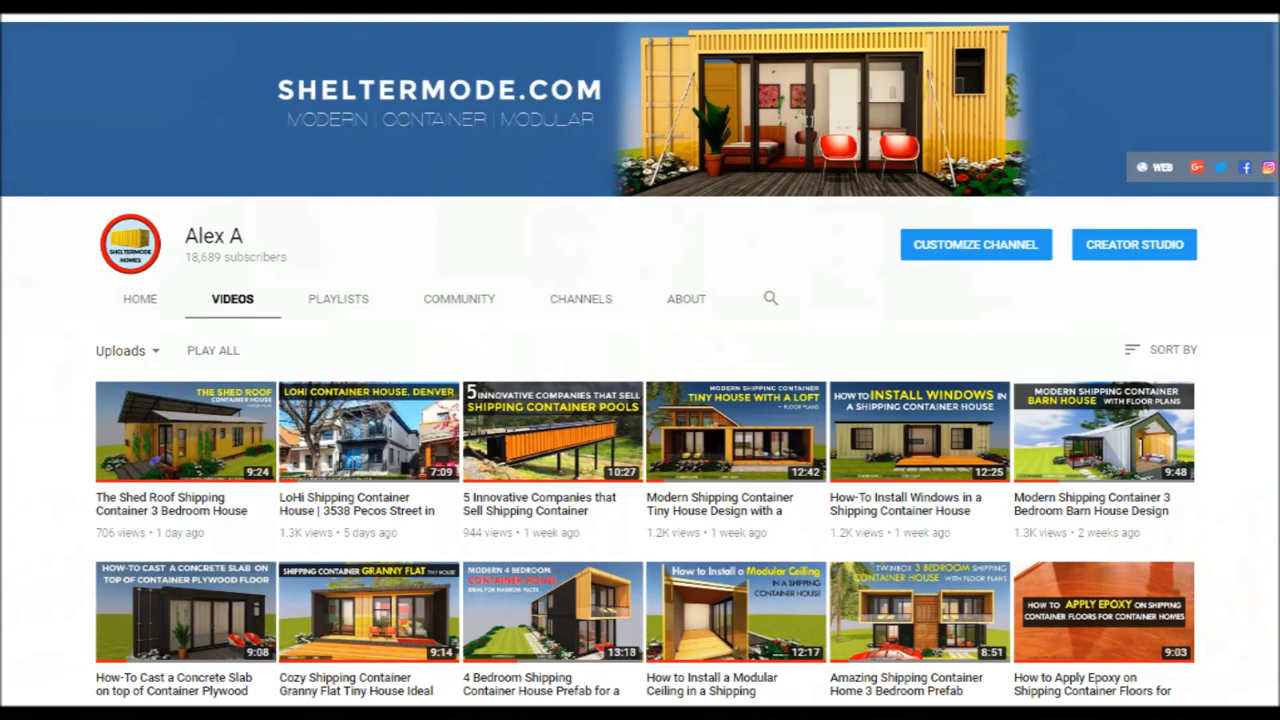 SHELTERMODE.COM
MODERN | CONTAINER | MODULAR
WEB
SHELTERMODE
HOMES
Alex A
18,689 subscribers
CUSTOMIZE CHANNEL
CREATOR STUDIO
HOME VIDEOS PLAYLISTS COMMUNITY CHANNELS ABOUT
Uploads PLAY ALL
SORT BY
THE SHED ROOF
CONTAINER HOUSE
9:24
The Shed Roof Shipping
Container 3 Bedroom House
706 views • 1 day ago
LOHI CONTAINER HOUSE, DENVER
7:09
LoHi Shipping Container
House | 3538 Pecos Street in
1.3K views • 5 days ago
5 INNOVATIVE COMPANIES THAT SELL
SHIPPING CONTAINER POOLS
10:27
5 Innovative Companies that
Sell Shipping Container
944 views • 1 week ago
MODERN SHIPPING CONTAINER
TINY HOUSE WITH A LOFT
+ FLOOR PLANS
12:42
Modern Shipping Container
Tiny House Design with a
1.2K views • 1 week ago
HOW TO INSTALL WINDOWS IN
A SHIPPING CONTAINER HOUSE
12:25
How-To Install Windows in a
Shipping Container House
1.2K views • 1 week ago
MODERN SHIPPING CONTAINER
BARN HOUSE WITH FLOOR PLANS
9:48
Modern Shipping Container 3
Bedroom Barn House Design
1.3K views • 2 weeks ago
HOW-TO CAST A CONCRETE SLAB ON
TOP OF CONTAINER PLYWOOD FLOOR
9:08
How-To Cast a Concrete Slab
on top of Container Plywood
SHIPPING CONTAINER GRANNY FLAT TINY HOUSE
9:14
Cozy Shipping Container
Granny Flat Tiny House Ideal
MODERN 4 BEDROOM
CONTAINER HOUSE
IDEAL FOR NARROW PLOTS
13:18
4 Bedroom Shipping
Container House Prefab for a
How to Install a Modular Ceiling
IN A SHIPPING
CONTAINER HOUSE
12:17
How to Install a Modular
Ceiling in a Shipping
TWINBOX 3 BEDROOM SHIPPING
CONTAINER HOUSE WITH FLOOR PLANS
8:51
Amazing Shipping Container
Home 3 Bedroom Prefab
HOW TO APPLY EPOXY ON SHIPPING
CONTAINER FLOORS FOR CONTAINER HOMES
9:03
How to Apply Epoxy on
Shipping Container Floors for